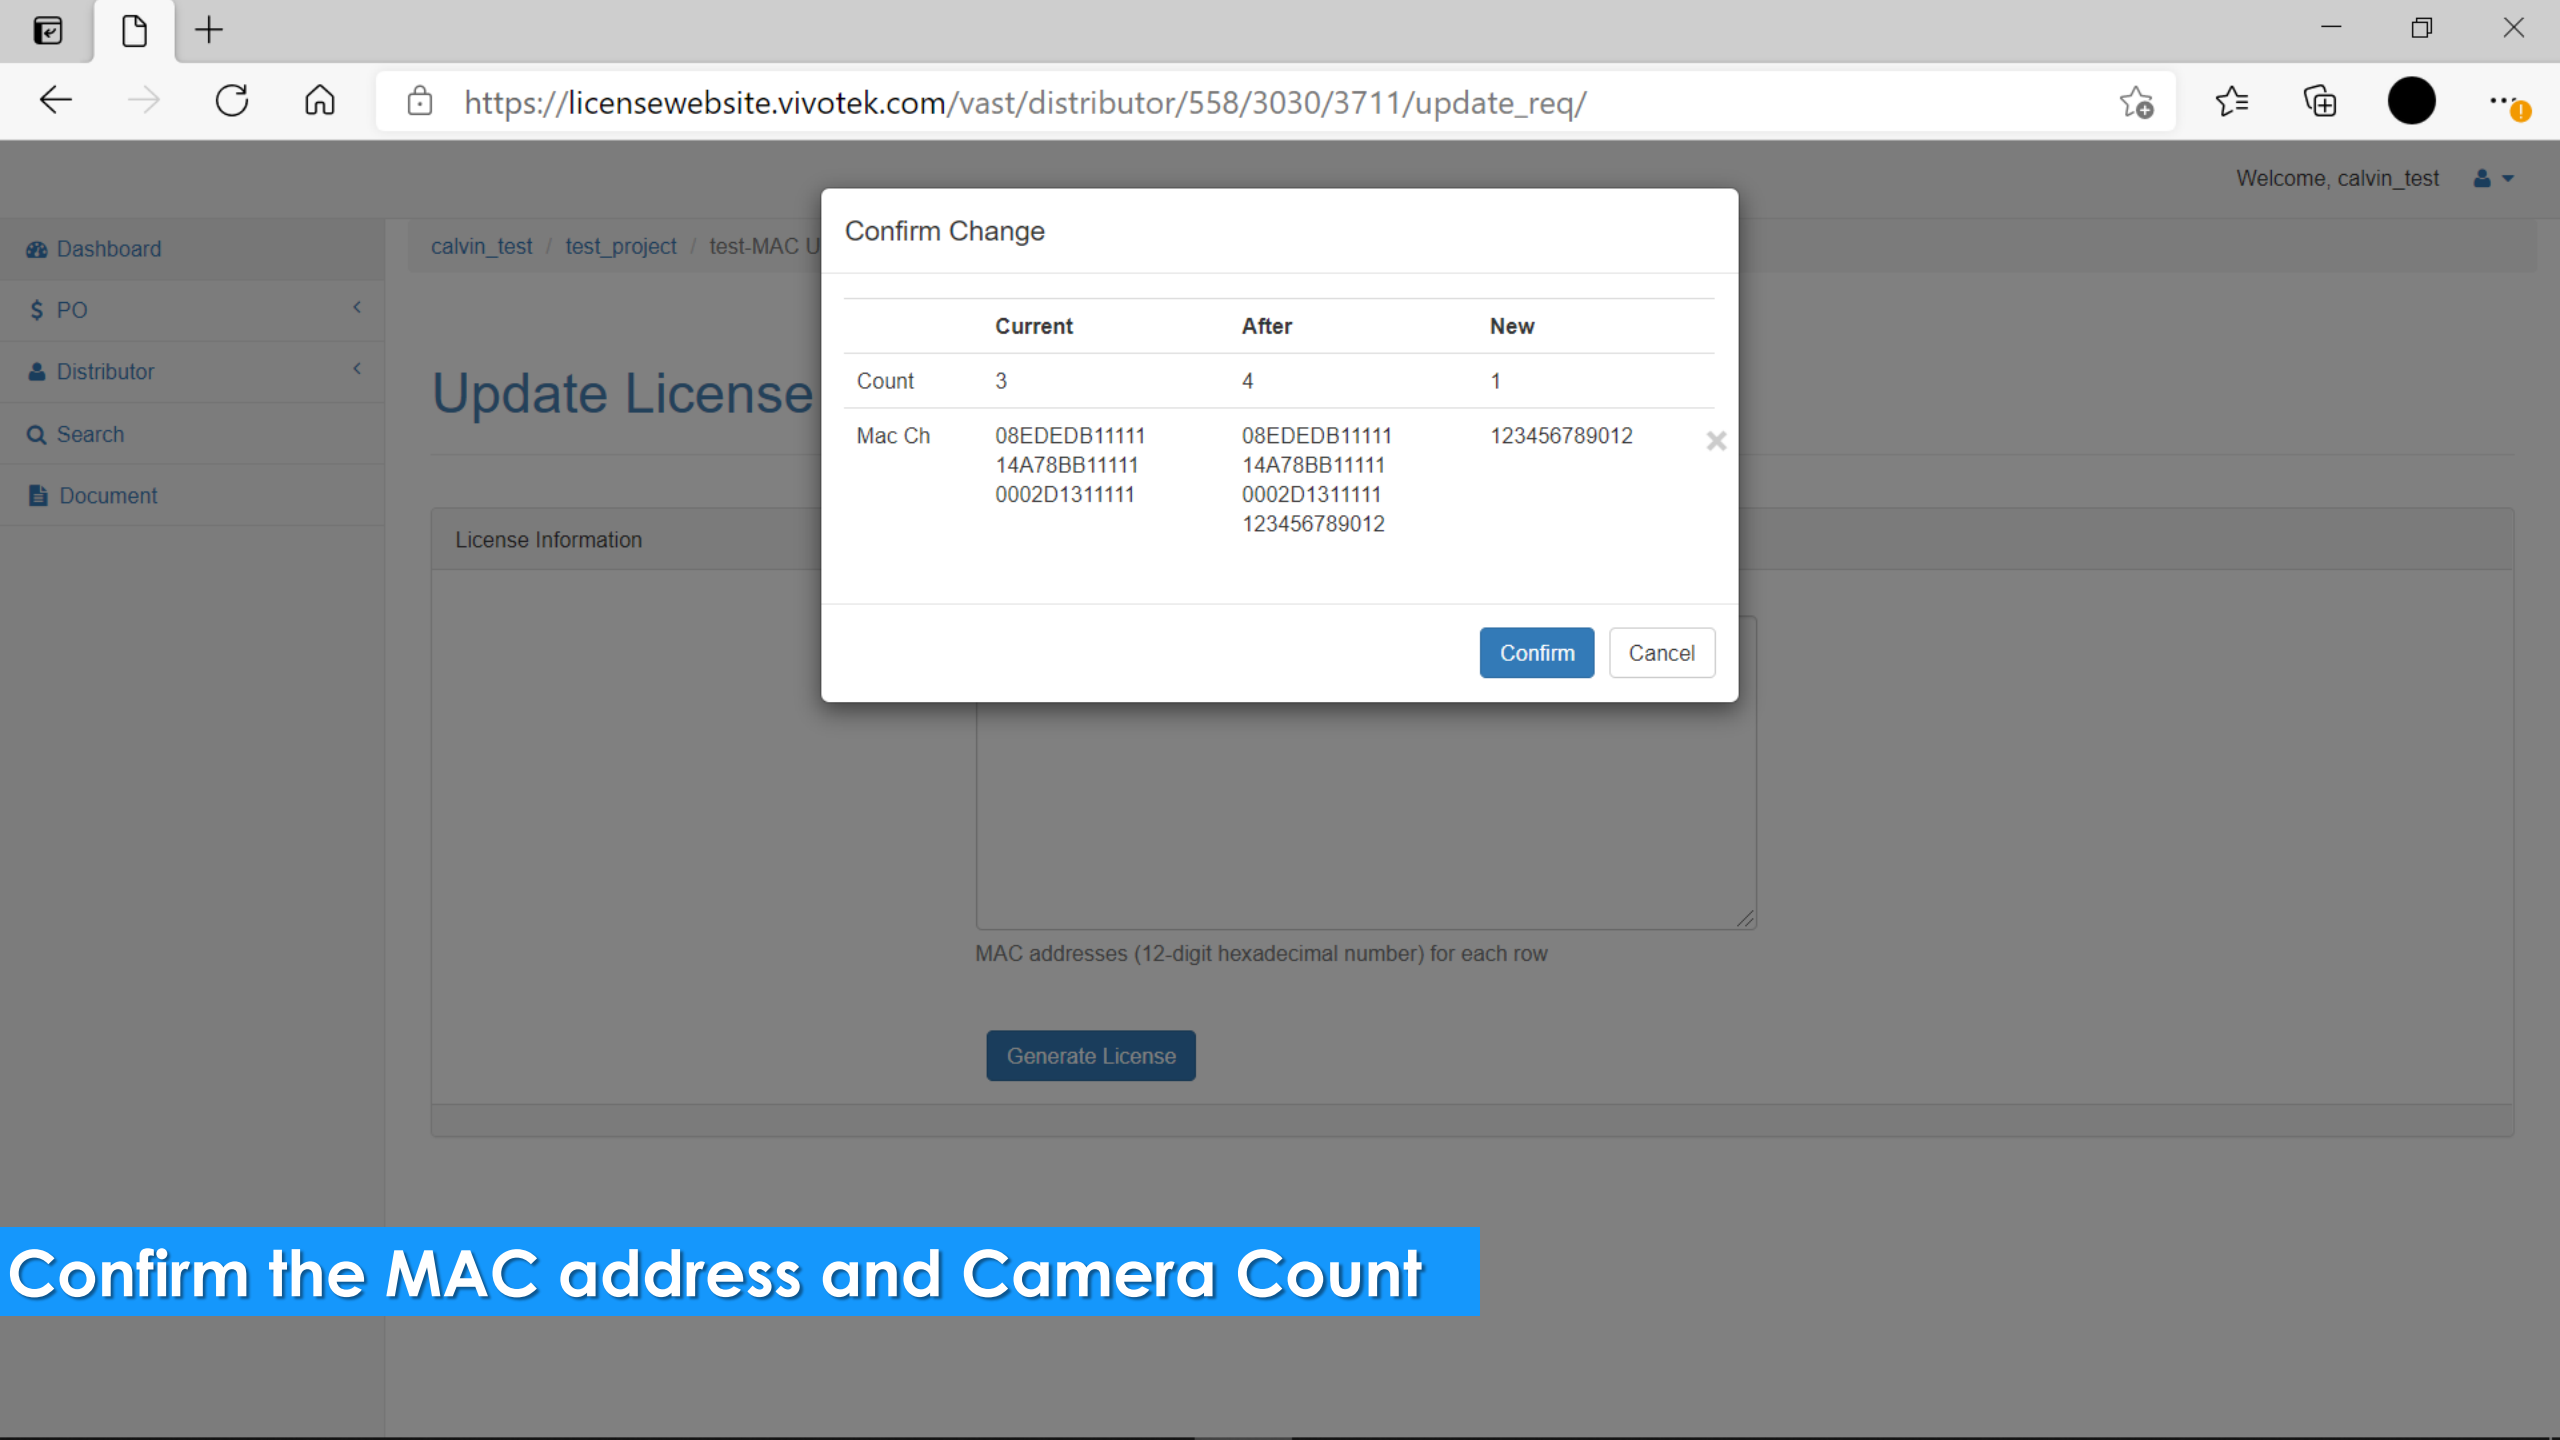 https://licensewebsite.vivotek.com/vast/distributor/558/3030/3711/update_req/
Welcome, calvin_test
Dashboard
PO
Distributor
Search
Document
calvin_test / test_project / test-MAC U
Update License
License Information
Confirm Change
Current After New
Count 3 4 1
Mac Ch 08EDEDB11111 08EDEDB11111 123456789012
14A78BB11111 14A78BB11111
0002D1311111 0002D1311111
123456789012
Confirm Cancel
MAC addresses (12-digit hexadecimal number) for each row
Generate License
Confirm the MAC address and Camera Count